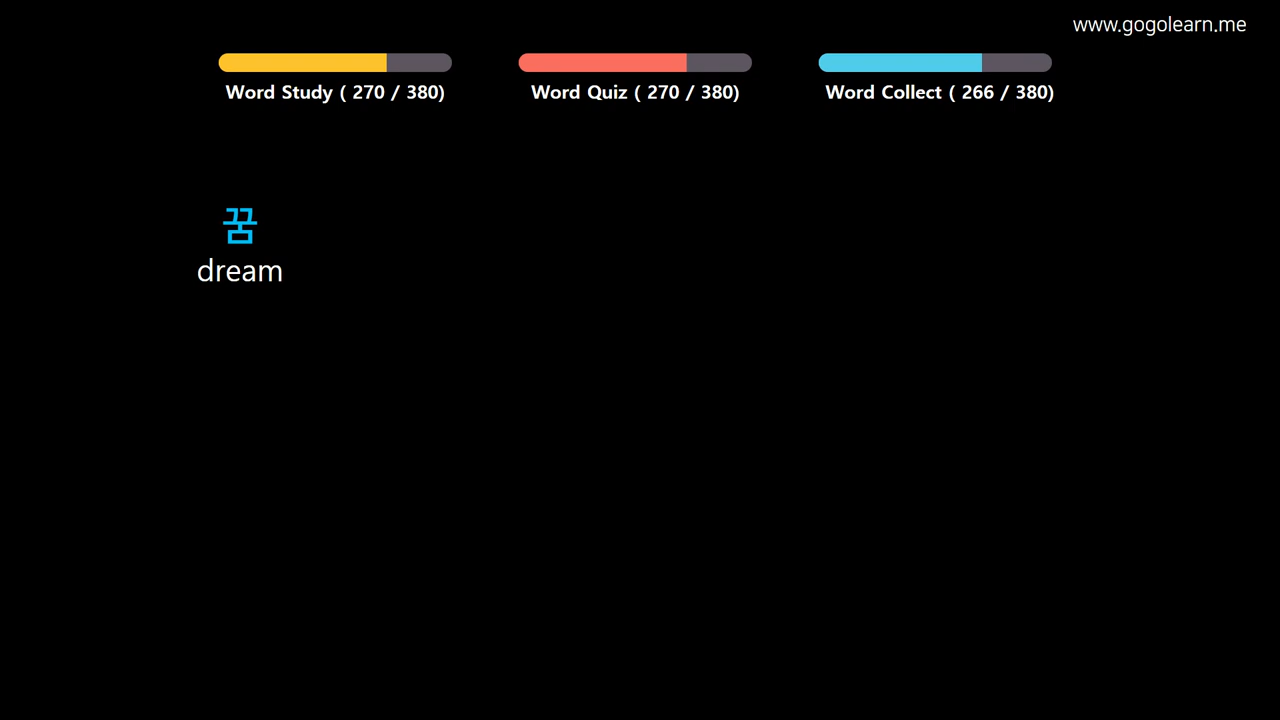 www.gogolearn.me
Word Study ( 270 / 380)
Word Quiz ( 270 / 380)
Word Collect ( 266 / 380)
꿈
dream